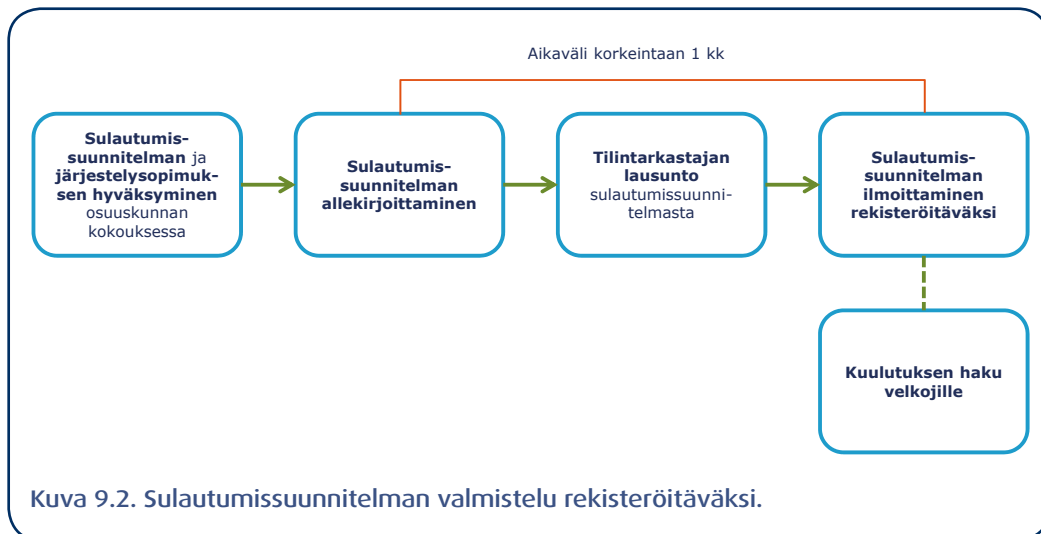 Aikaväli korkeintaan 1 kk
Sulautumis-
suunnitelman ja
järjestelysopimuk-
sen hyväksyminen
osuuskunnan
kokouksessa
Sulautumis-
suunnitelman
allekirjoittaminen
Tilintarkastajan
lausunto
sulautumissuunni-
telmasta
Sulautumis-
suunnitelman
ilmoittaminen
rekisteröitäväksi
Kuulutuksen haku
velkojille
Kuva 9.2. Sulautumissuunnitelman valmistelu rekisteröitäväksi.